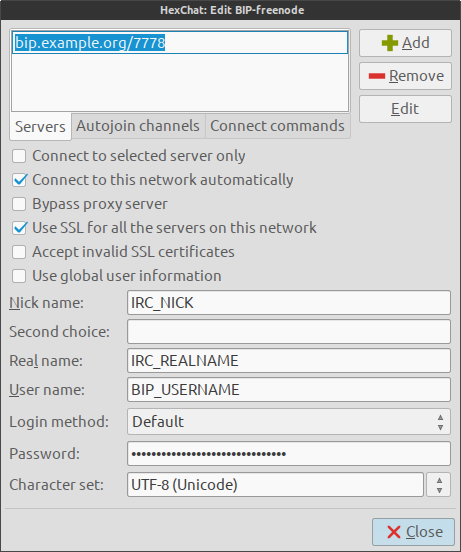 HexChat: Edit BIP-freenode
bip.example.org/7778
Add
Remove
Edit
Servers Autojoin channels Connect commands
Connect to selected server only
Connect to this network automatically
Bypass proxy server
Use SSL for all the servers on this network
Accept invalid SSL certificates
Use global user information
Nick name: IRC_NICK
Second choice:
Real name: IRC_REALNAME
User name: BIP_USERNAME
Login method: Default
Password: •••••••••••••••••••••••••••••••
Character set: UTF-8 (Unicode)
Close